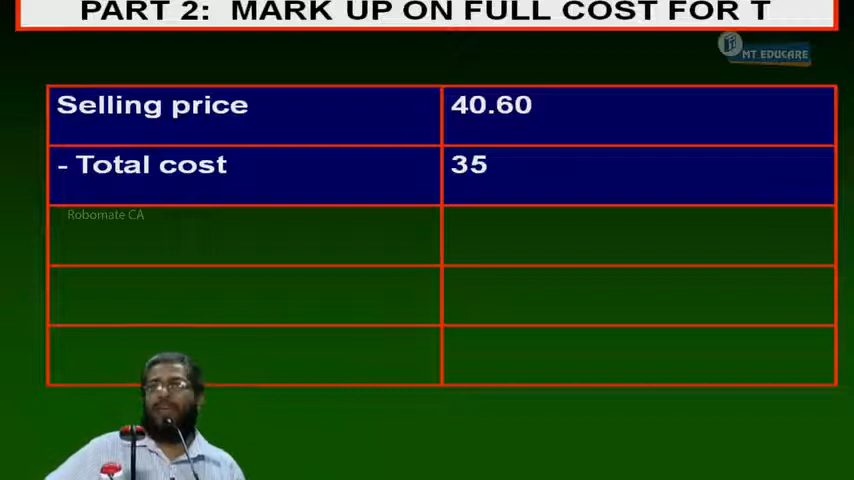 PART 2: MARK UP ON FULL COST FOR T
MT EDUCARE
Selling price 40.60
- Total cost 35
Robomate CA